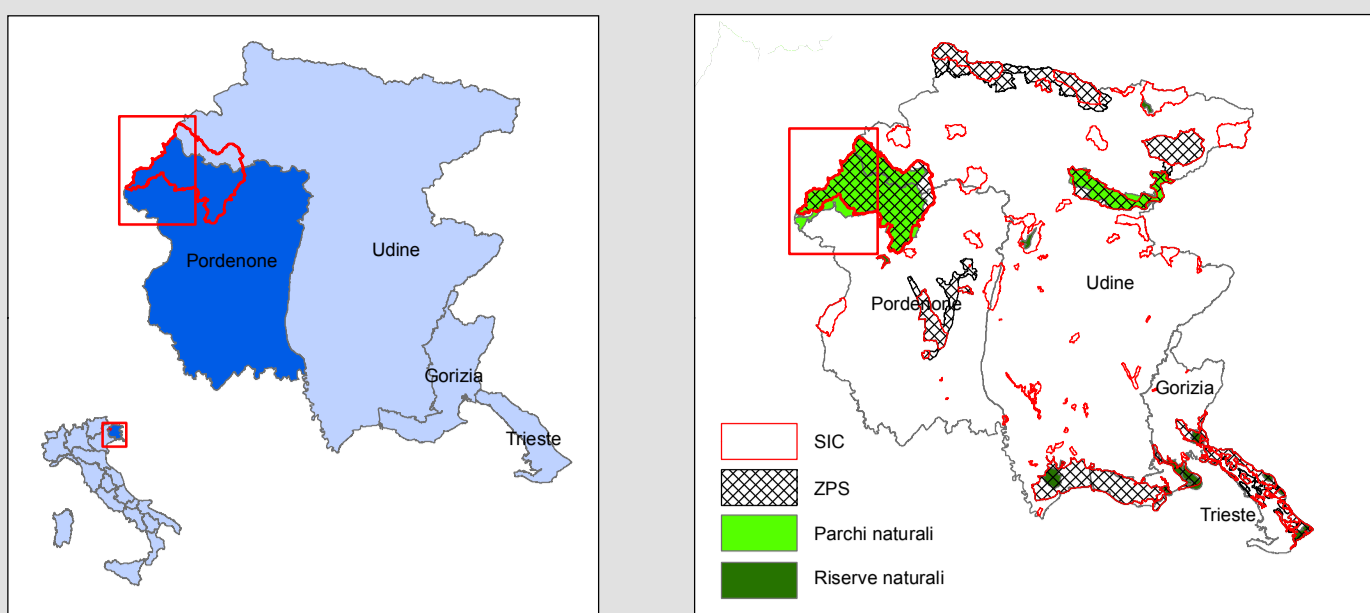 Udine
Pordenone
Gorizia
Trieste
Udine
Pordenone
Gorizia
SIC
ZPS
Trieste
Parchi naturali
Riserve naturali